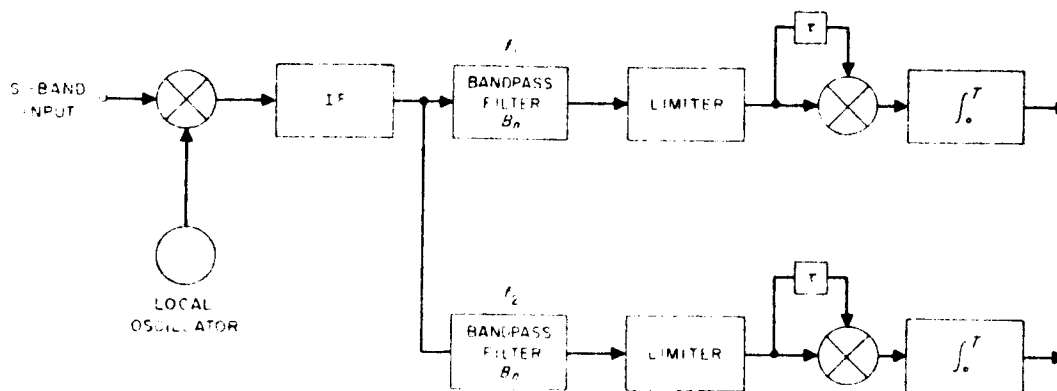 f₁
S-BAND
INPUT
IF
BANDPASS
FILTER
Bₙ
LIMITER
τ
∫₀ᵀ
LOCAL
OSCILLATOR
f₂
BANDPASS
FILTER
Bₙ
LIMITER
τ
∫₀ᵀ